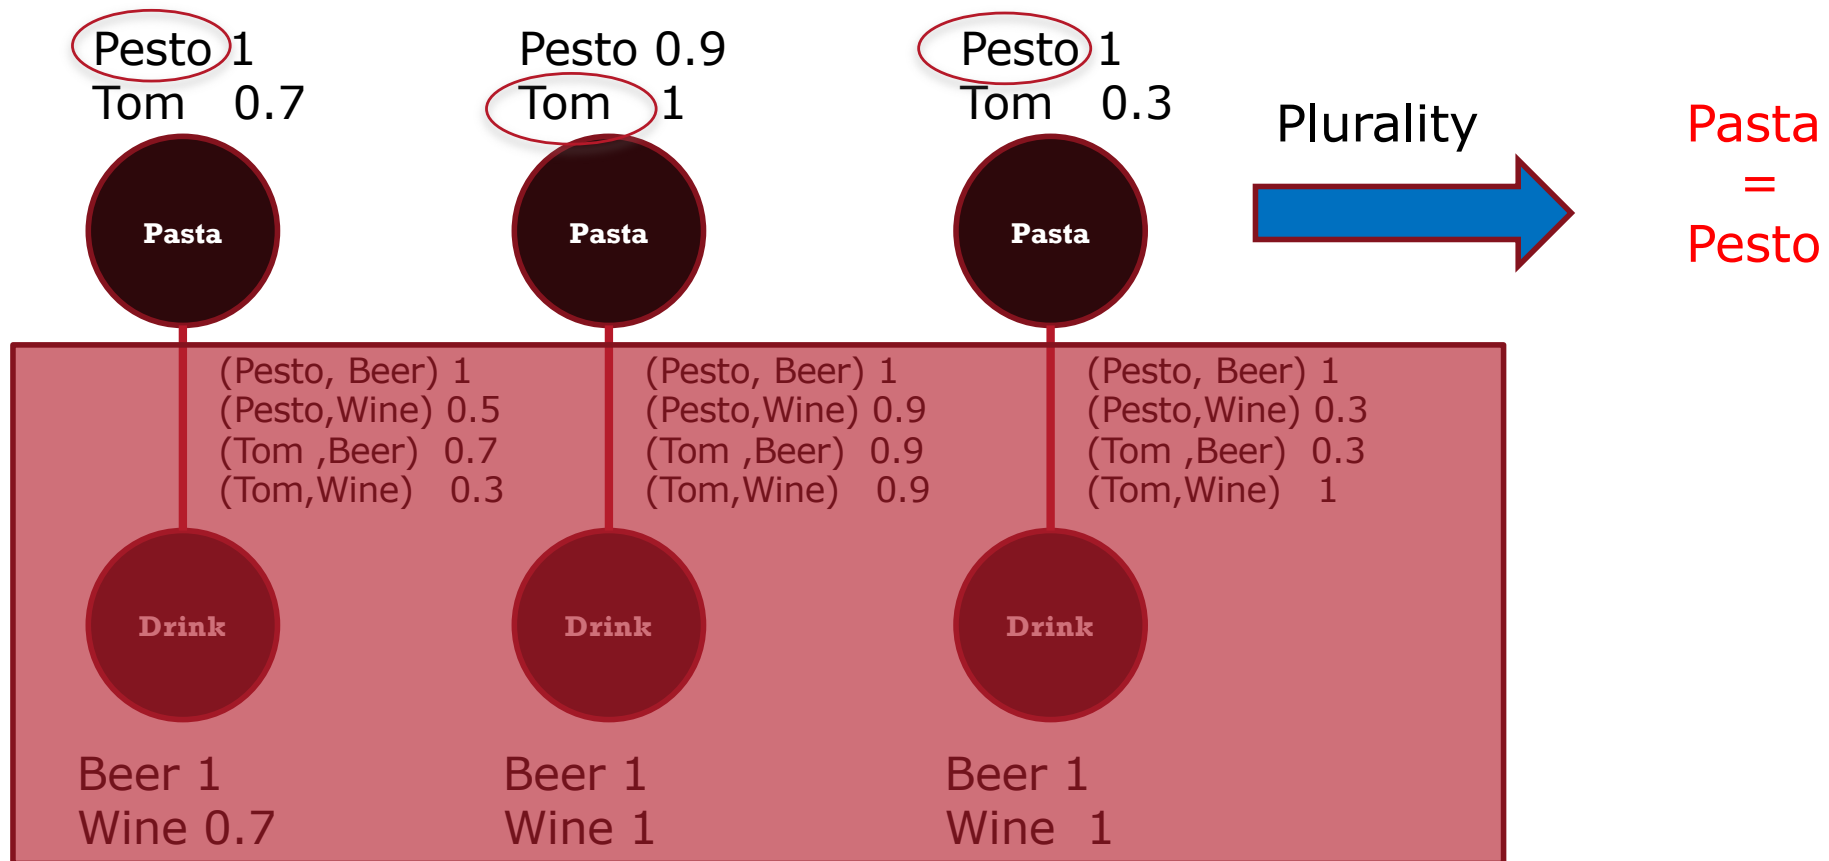 Pesto 1
Tom 0.7
Pesto 0.9
Tom 1
Pesto 1
Tom 0.3
Plurality
Pasta
=
Pesto
Pasta
Pasta
Pasta
(Pesto, Beer) 1
(Pesto,Wine) 0.5
(Tom ,Beer) 0.7
(Tom,Wine) 0.3
(Pesto, Beer) 1
(Pesto,Wine) 0.9
(Tom ,Beer) 0.9
(Tom,Wine) 0.9
(Pesto, Beer) 1
(Pesto,Wine) 0.3
(Tom ,Beer) 0.3
(Tom,Wine) 1
Drink
Drink
Drink
Beer 1
Wine 0.7
Beer 1
Wine 1
Beer 1
Wine 1